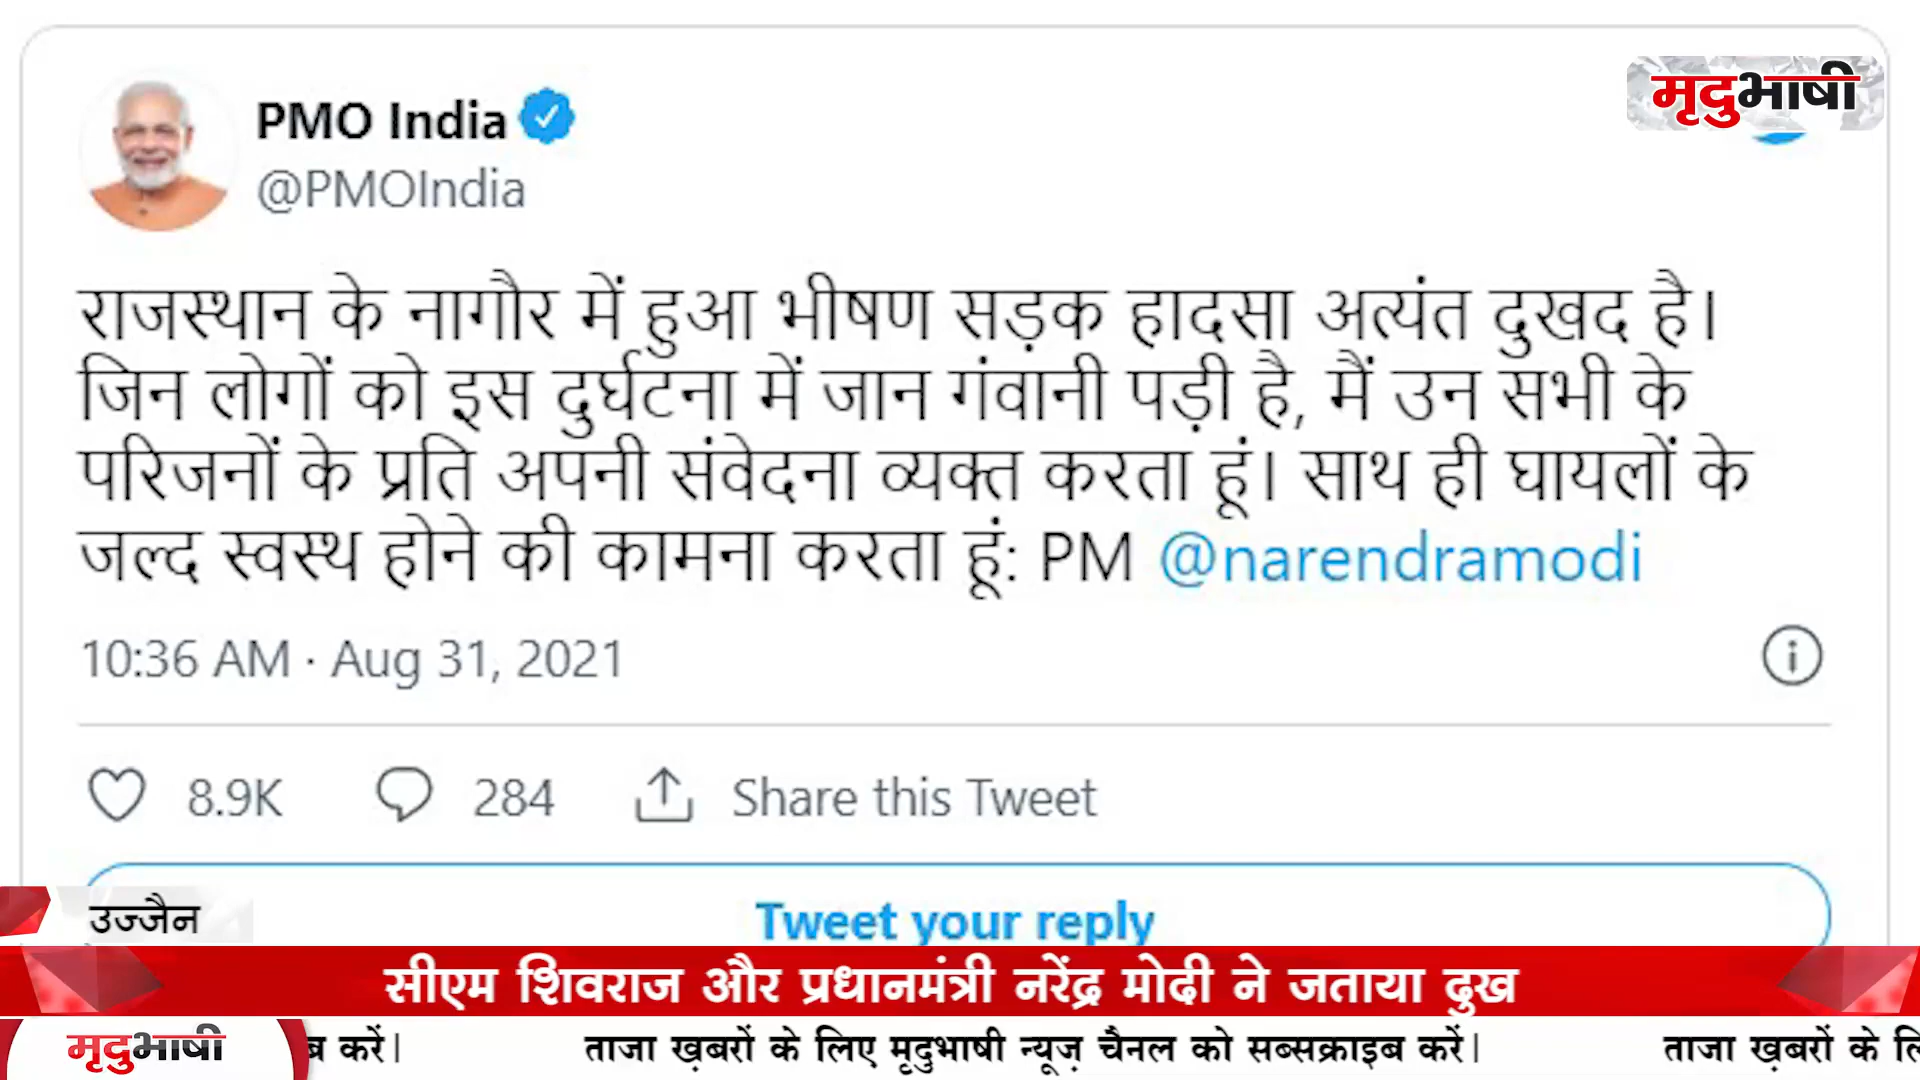 PMO India
@PMOIndia
मृदुभाषी
राजस्थान के नागौर में हुआ भीषण सड़क हादसा अत्यंत दुखद है।
जिन लोगों को इस दुर्घटना में जान गंवानी पड़ी है, मैं उन सभी के
परिजनों के प्रति अपनी संवेदना व्यक्त करता हूं। साथ ही घायलों के
जल्द स्वस्थ होने की कामना करता हूं: PM @narendramodi
10:36 AM · Aug 31, 2021
8.9K 284 Share this Tweet
Tweet your reply
उज्जैन
सीएम शिवराज और प्रधानमंत्री नरेंद्र मोदी ने जताया दुख
मृदुभाषी
करें। ताजा ख़बरों के लिए मृदुभाषी न्यूज़ चैनल को सब्सक्राइब करें। ताजा ख़बरों के